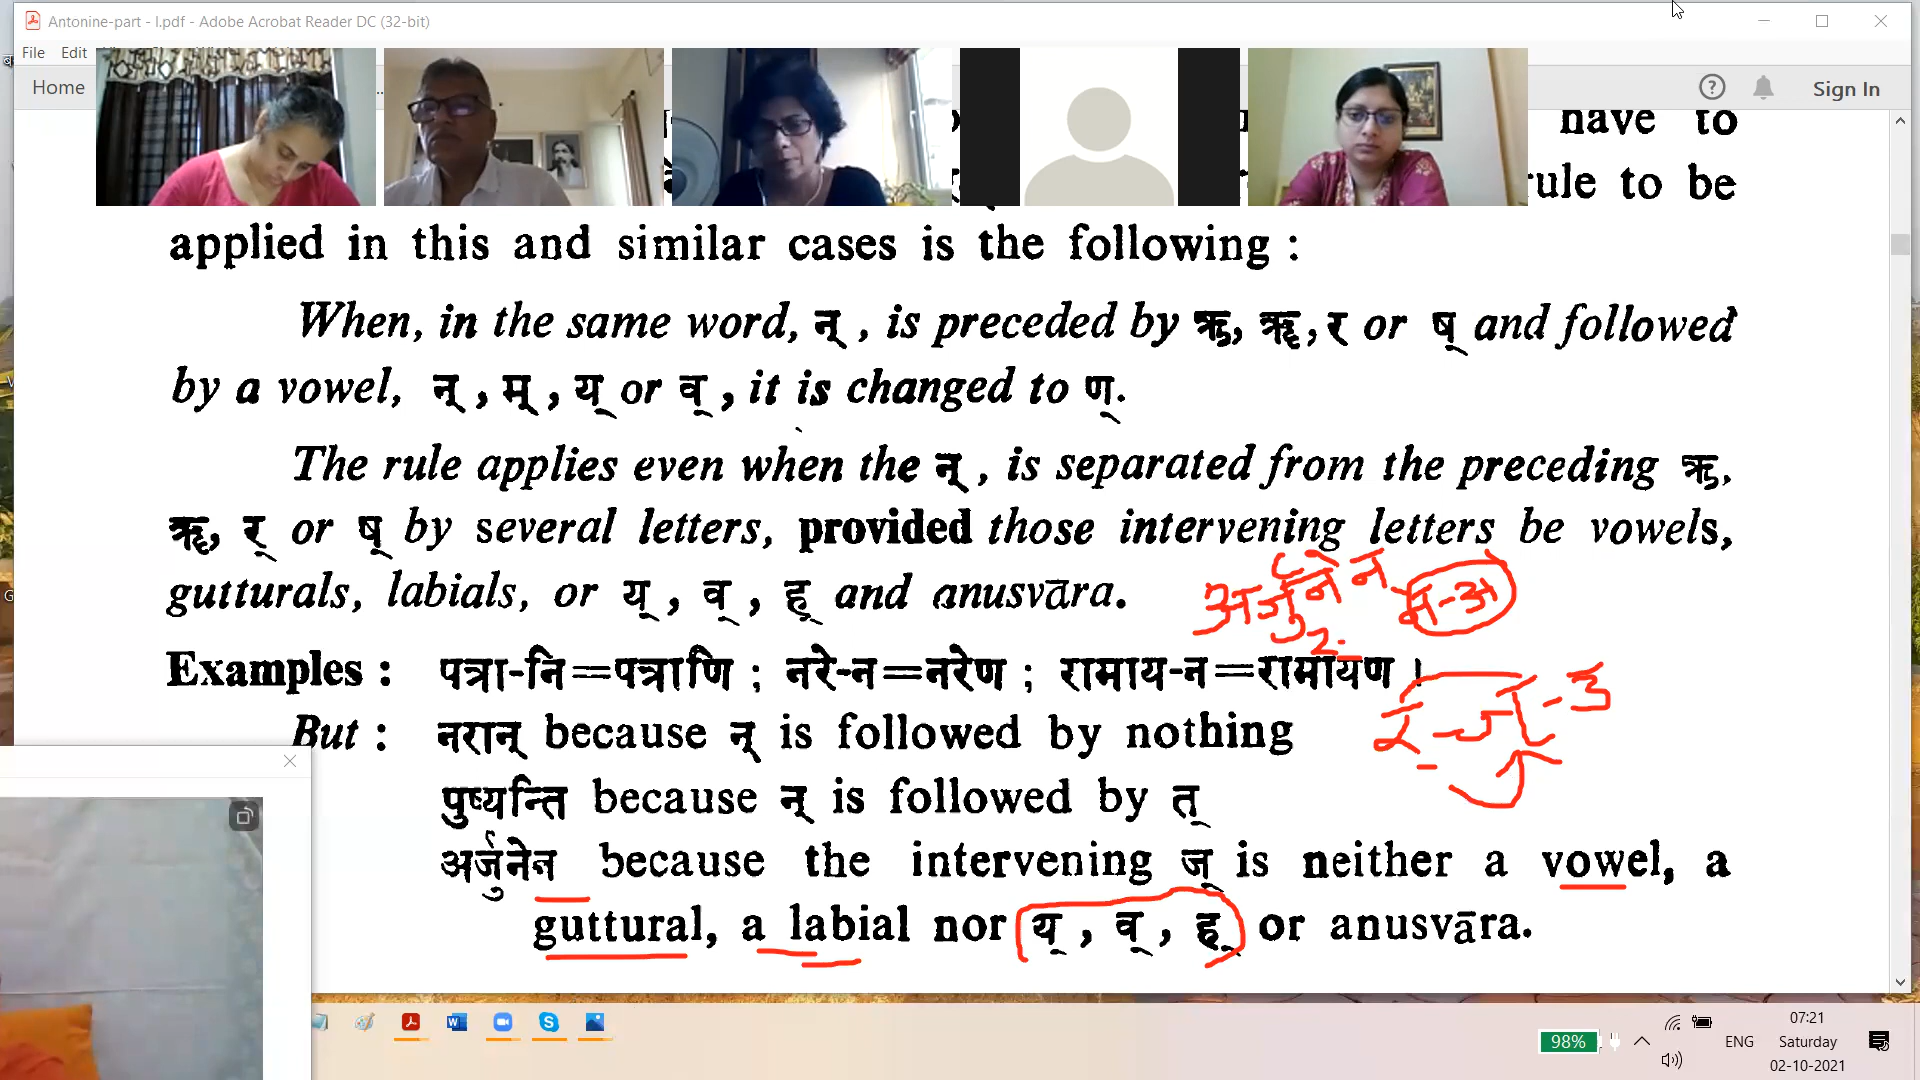 Antonine-part - I.pdf - Adobe Acrobat Reader DC (32-bit)
File Edit
Home
Sign In
have to
rule to be
applied in this and similar cases is the following :
When, in the same word, न् , is preceded by ऋ, ॠ, र or ष् and followed
by a vowel, न् , म् , य् or व् , it is changed to ण्.
The rule applies even when the न् , is separated from the preceding ऋ,
ॠ, र् or ष् by several letters, provided those intervening letters be vowels,
gutturals, labials, or य् , व् , ह् and anusvāra.
अर्जुनेन - न् - अ
Examples : पत्रा-नि=पत्राणि ; नरे-न=नरेण ; रामाय-न=रामायण ।
But : नरान् because न् is followed by nothing
पुष्यन्ति because न् is followed by त्
अर्जुनेन because the intervening ज् is neither a vowel, a
guttural, a labial nor य् , व् , ह् or anusvāra.
98%
ENG
07:21
Saturday
02-10-2021